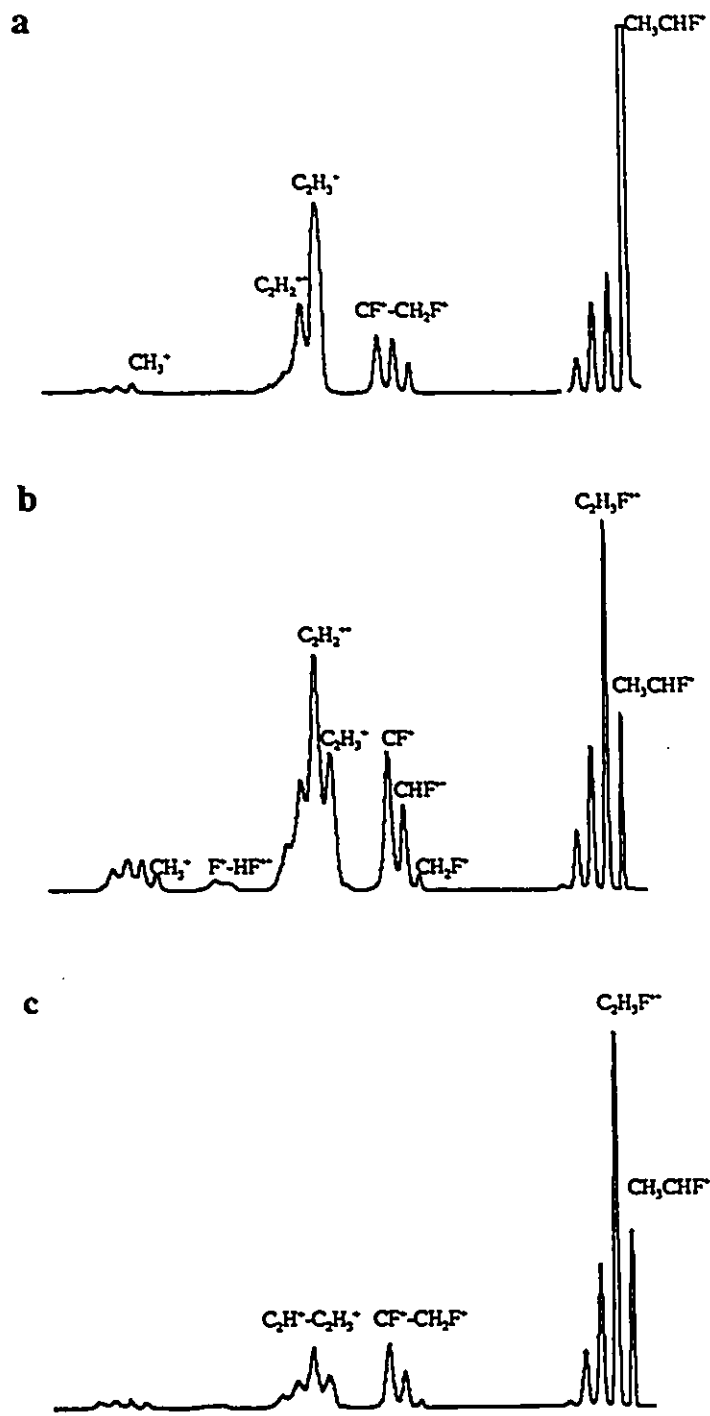 a
CH₃CHF⁺
C₂H₃⁺
C₂H₂⁺•
CF⁺-CH₂F⁺
CH₃⁺
b
C₂H₃F⁺•
C₂H₂⁺•
CH₃CHF⁺
C₂H₃⁺
CF⁺
CHF⁺•
CH₃⁺
F⁺-HF⁺•
CH₂F⁺
c
C₂H₃F⁺•
CH₃CHF⁺
C₂H⁺-C₂H₃⁺
CF⁺-CH₂F⁺